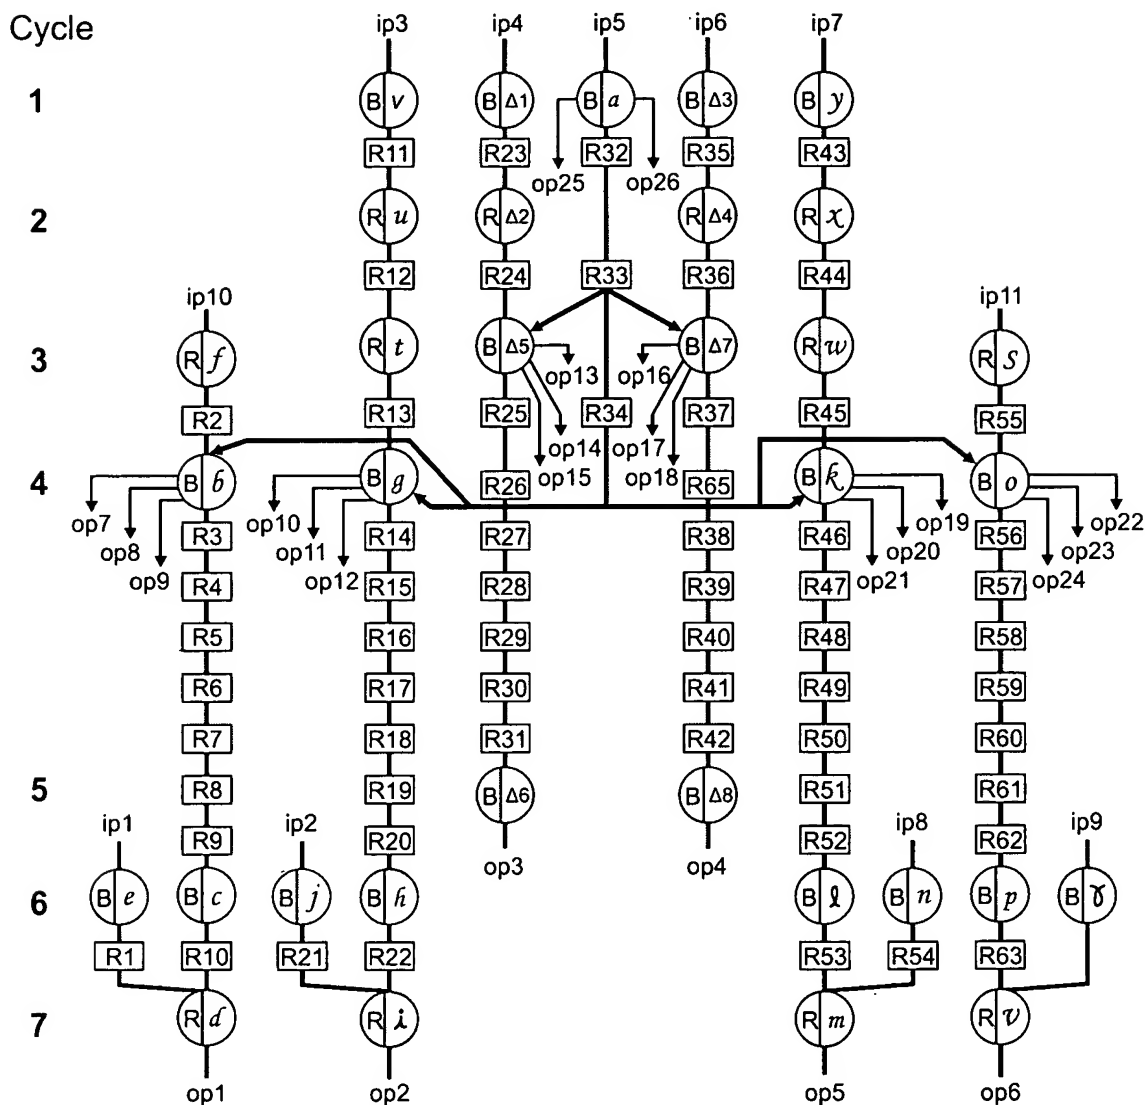 Cycle ip3 ip4 ip5 ip6 ip7
1 B v B Δ1 B a B Δ3 B y
R11 R23 R32 R35 R43
op25 op26
2 R u R Δ2 R Δ4 R x
R12 R24 R33 R36 R44
ip10 ip11
3 R f R t B Δ5 B Δ7 R w R s
op13 op16
R2 R13 R25 R34 R37 R45 R55
op14 op17
op15 op18
4 B b B g R26 R65 B k B o
op7 op10 op19 op22
op8 op11 R3 R14 R27 R38 R46 op20 R56 op23
op9 op12 op21 op24
R4 R15 R28 R39 R47 R57
R5 R16 R29 R40 R48 R58
R6 R17 R30 R41 R49 R59
R7 R18 R31 R42 R50 R60
5 R8 R19 B Δ6 B Δ8 R51 R61
ip1 R9 ip2 R20 op3 op4 R52 ip8 R62 ip9
6 B e B c B j B h B l B n B p B γ
R1 R10 R21 R22 R53 R54 R63
7 R d R i R m R v
op1 op2 op5 op6